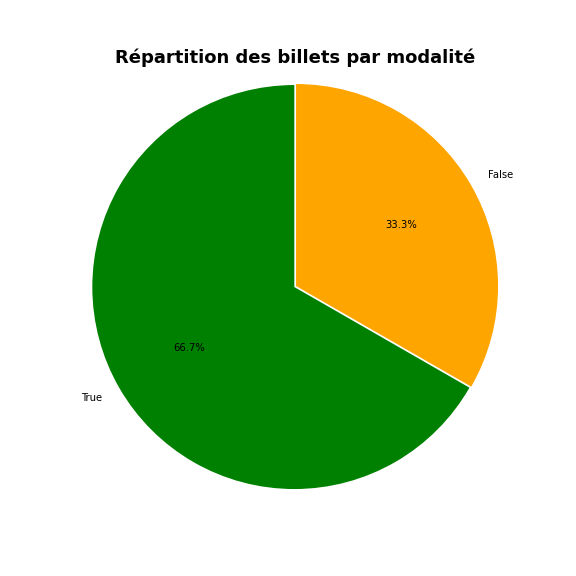 Répartition des billets par modalité
False
33.3%
66.7%
True